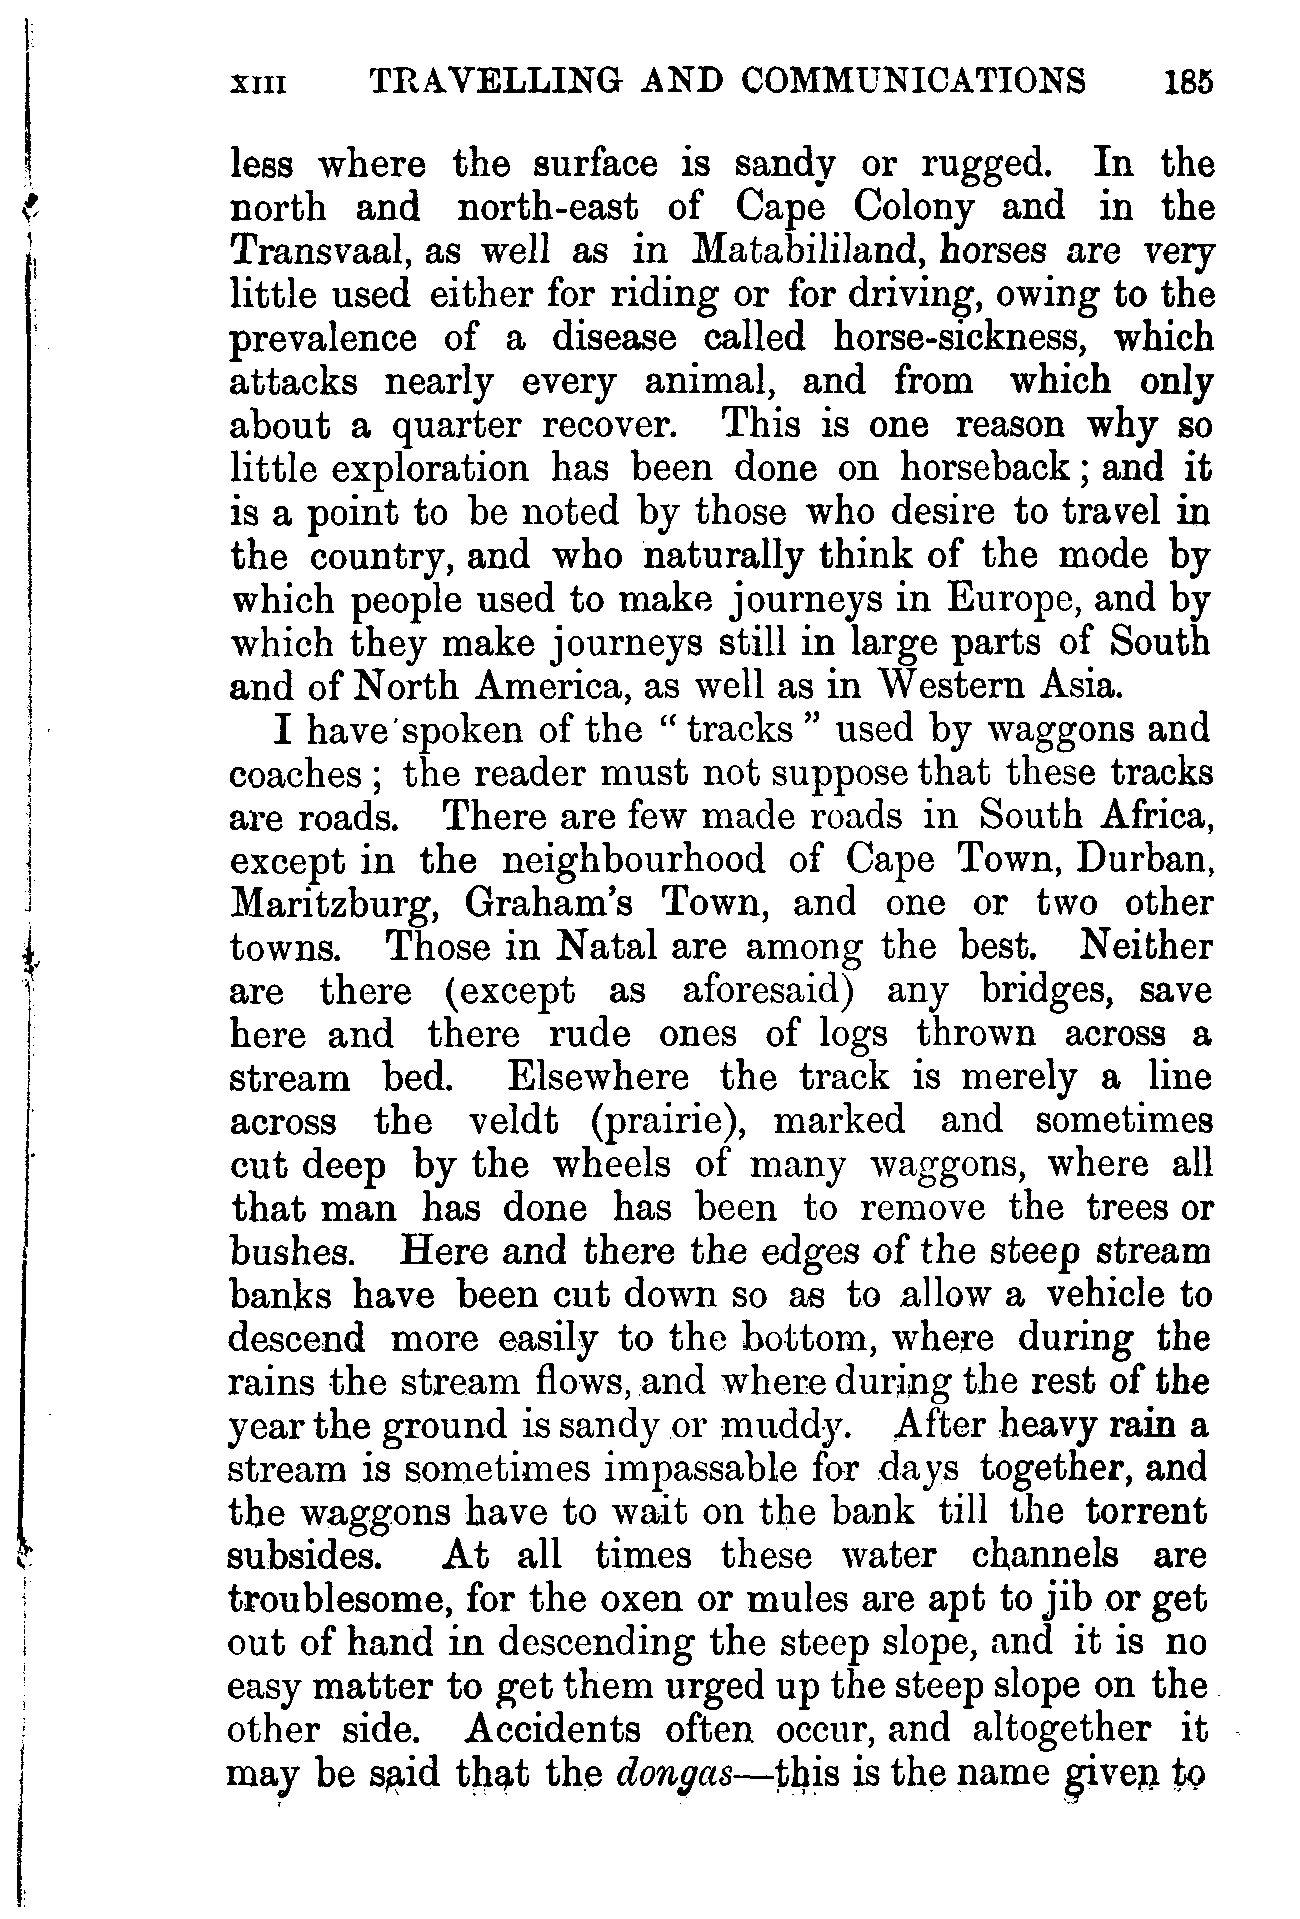 XIII TRAVELLING AND COMMUNICATIONS 185
less where the surface is sandy or rugged. In the
north and north-east of Cape Colony and in the
Transvaal, as well as in Matabililand, horses are very
little used either for riding or for driving, owing to the
prevalence of a disease called horse-sickness, which
attacks nearly every animal, and from which only
about a quarter recover. This is one reason why so
little exploration has been done on horseback; and it
is a point to be noted by those who desire to travel in
the country, and who naturally think of the mode by
which people used to make journeys in Europe, and by
which they make journeys still in large parts of South
and of North America, as well as in Western Asia.
I have spoken of the “tracks” used by waggons and
coaches; the reader must not suppose that these tracks
are roads. There are few made roads in South Africa,
except in the neighbourhood of Cape Town, Durban,
Maritzburg, Graham's Town, and one or two other
towns. Those in Natal are among the best. Neither
are there (except as aforesaid) any bridges, save
here and there rude ones of logs thrown across a
stream bed. Elsewhere the track is merely a line
across the veldt (prairie), marked and sometimes
cut deep by the wheels of many waggons, where all
that man has done has been to remove the trees or
bushes. Here and there the edges of the steep stream
banks have been cut down so as to allow a vehicle to
descend more easily to the bottom, where during the
rains the stream flows, and where during the rest of the
year the ground is sandy or muddy. After heavy rain a
stream is sometimes impassable for days together, and
the waggons have to wait on the bank till the torrent
subsides. At all times these water channels are
troublesome, for the oxen or mules are apt to jib or get
out of hand in descending the steep slope, and it is no
easy matter to get them urged up the steep slope on the
other side. Accidents often occur, and altogether it
may be said that the dongas—this is the name given to